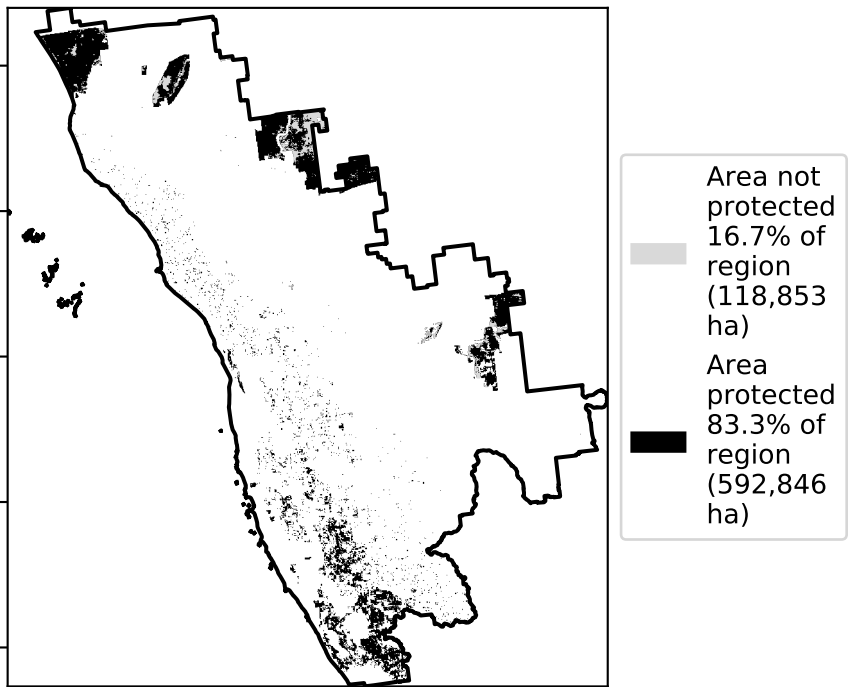 Area not
protected
16.7% of
region
(118,853
ha)
Area
protected
83.3% of
region
(592,846
ha)